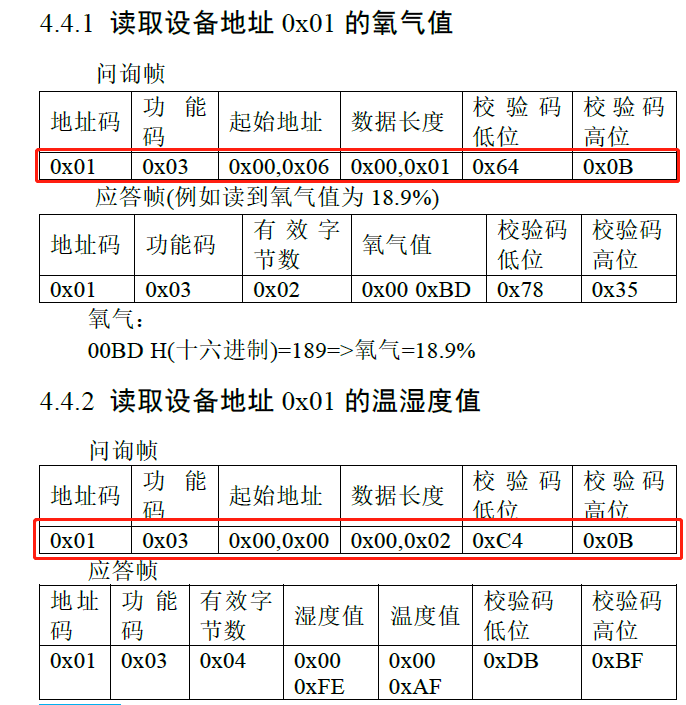 4.4.1 读取设备地址 0x01 的氧气值
问询帧
地址码 功能码 起始地址 数据长度 校验码低位 校验码高位
0x01 0x03 0x00,0x06 0x00,0x01 0x64 0x0B
应答帧(例如读到氧气值为 18.9%)
地址码 功能码 有效字节数 氧气值 校验码低位 校验码高位
0x01 0x03 0x02 0x00 0xBD 0x78 0x35
氧气：
00BD H(十六进制)=189=>氧气=18.9%
4.4.2 读取设备地址 0x01 的温湿度值
问询帧
地址码 功能码 起始地址 数据长度 校验码低位 校验码高位
0x01 0x03 0x00,0x00 0x00,0x02 0xC4 0x0B
应答帧
地址码 功能码 有效字节数 湿度值 温度值 校验码低位 校验码高位
0x01 0x03 0x04 0x00 0xFE 0x00 0xAF 0xDB 0xBF